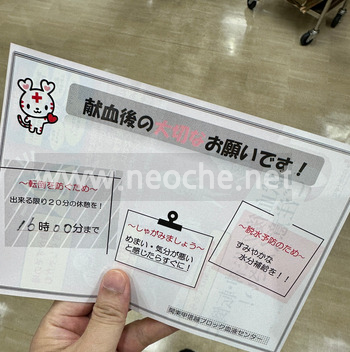 献血後の大切なお願いです！
～転倒を防ぐため～
出来る限り20分の休憩を！
16時00分まで
～しゃがみましょう～
めまい・気分が悪い
と感じたらすぐに！
～脱水予防のため～
すみやかな
水分補給を！！
関東甲信越ブロック血液センター
www.neoche.net